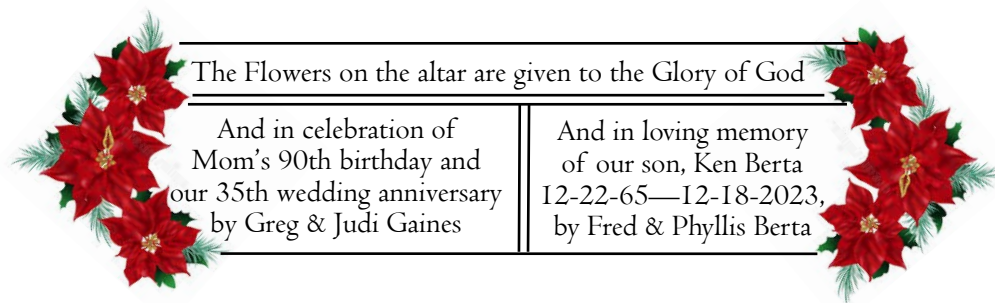 The Flowers on the altar are given to the Glory of God
And in celebration of
Mom's 90th birthday and
our 35th wedding anniversary
by Greg & Judi Gaines
And in loving memory
of our son, Ken Berta
12-22-65—12-18-2023,
by Fred & Phyllis Berta